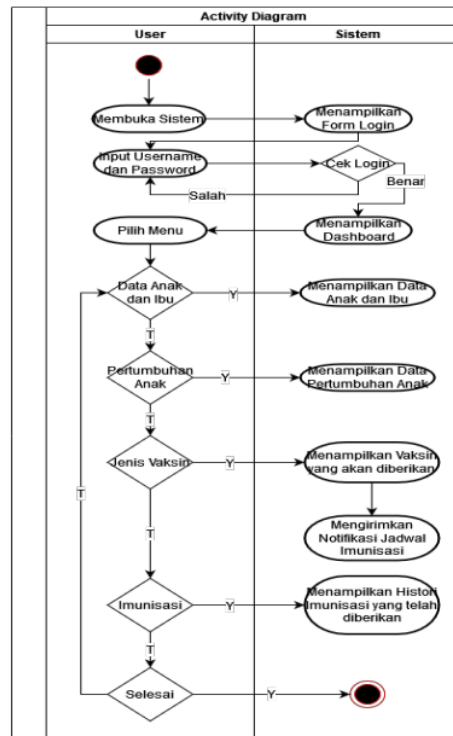 Activity Diagram
User
Sistem
Membuka Sistem
Menampilkan
Form Login
Input Username
dan Password
Cek Login
Salah
Benar
Menampilkan
Dashboard
Pilih Menu
Data Anak
dan Ibu
Y
Menampilkan Data
Anak dan Ibu
T
Pertumbuhan
Anak
Y
Menampilkan Data
Pertumbuhan Anak
T
Jenis Vaksin
Y
Menampilkan Vaksin
yang akan diberikan
T
T
Mengirimkan
Notifikasi Jadwal
Imunisasi
Imunisasi
Y
Menampilkan Histori
Imunisasi yang telah
diberikan
T
Selesai
Y